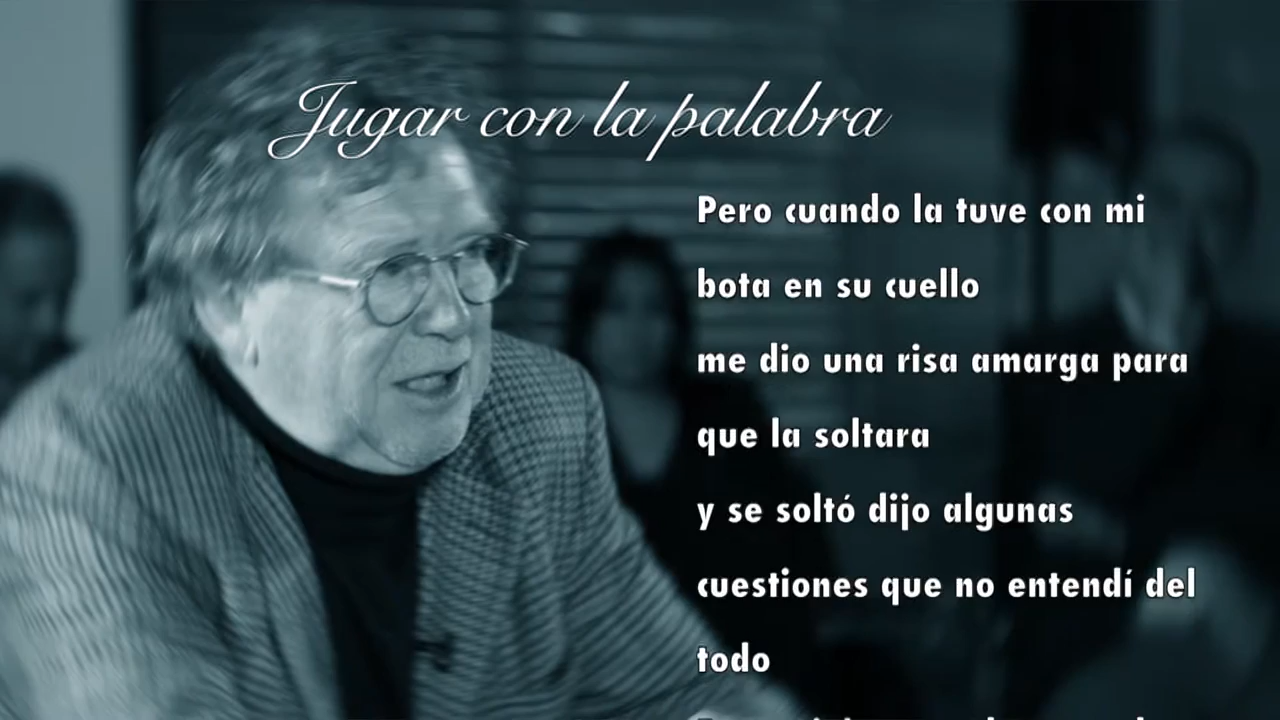 Jugar con la palabra
Pero cuando la tuve con mi
bota en su cuello
me dio una risa amarga para
que la soltara
y se soltó dijo algunas
cuestiones que no entendí del
todo